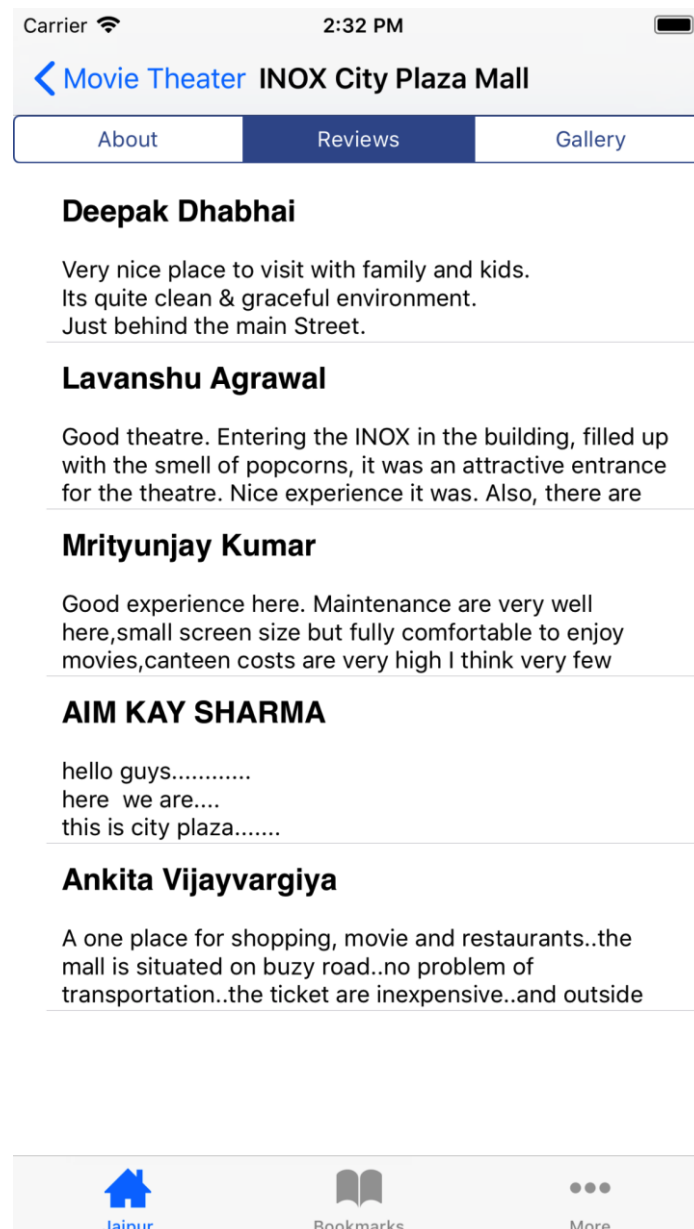 Carrier 2:32 PM
Movie Theater INOX City Plaza Mall
About Reviews Gallery
Deepak Dhabhai
Very nice place to visit with family and kids.
Its quite clean & graceful environment.
Just behind the main Street.
Lavanshu Agrawal
Good theatre. Entering the INOX in the building, filled up
with the smell of popcorns, it was an attractive entrance
for the theatre. Nice experience it was. Also, there are
Mrityunjay Kumar
Good experience here. Maintenance are very well
here,small screen size but fully comfortable to enjoy
movies,canteen costs are very high I think very few
AIM KAY SHARMA
hello guys............
here  we are....
this is city plaza.......
Ankita Vijayvargiya
A one place for shopping, movie and restaurants..the
mall is situated on buzy road..no problem of
transportation..the ticket are inexpensive..and outside
Jaipur Bookmarks More